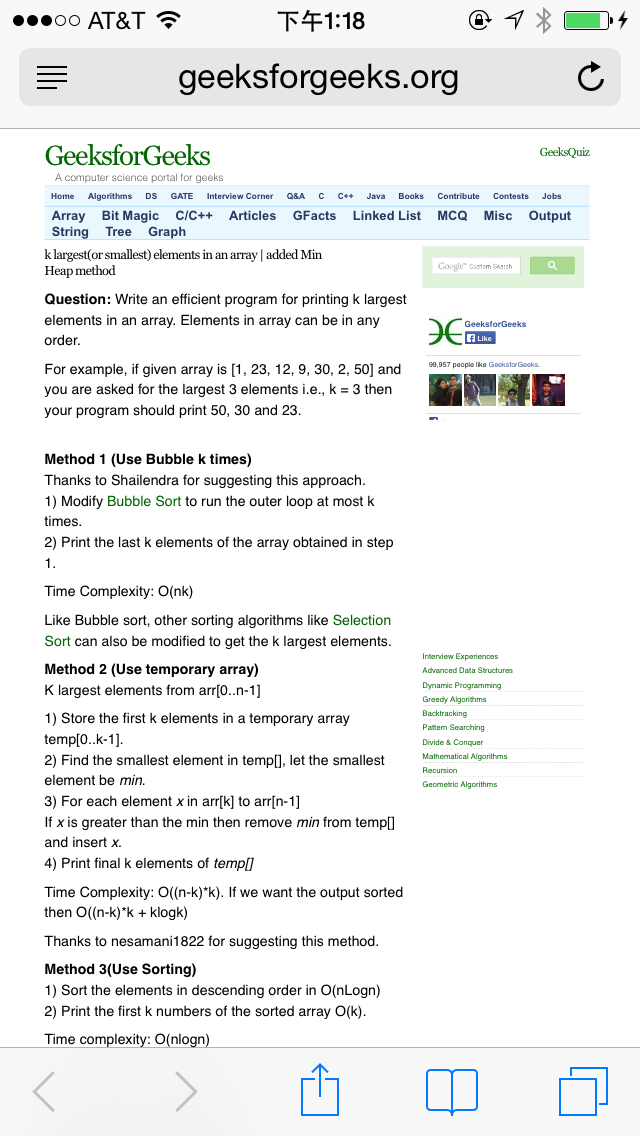 AT&T 下午1:18
geeksforgeeks.org
GeeksforGeeks
GeeksQuiz
A computer science portal for geeks
Home Algorithms DS GATE Interview Corner Q&A C C++ Java Books Contribute Contests Jobs
Array Bit Magic C/C++ Articles GFacts Linked List MCQ Misc Output
String Tree Graph
k largest(or smallest) elements in an array | added Min
Heap method
Question: Write an efficient program for printing k largest
elements in an array. Elements in array can be in any
order.
For example, if given array is [1, 23, 12, 9, 30, 2, 50] and
you are asked for the largest 3 elements i.e., k = 3 then
your program should print 50, 30 and 23.
Method 1 (Use Bubble k times)
Thanks to Shailendra for suggesting this approach.
1) Modify Bubble Sort to run the outer loop at most k
times.
2) Print the last k elements of the array obtained in step
1.
Time Complexity: O(nk)
Like Bubble sort, other sorting algorithms like Selection
Sort can also be modified to get the k largest elements.
Method 2 (Use temporary array)
K largest elements from arr[0..n-1]
1) Store the first k elements in a temporary array
temp[0..k-1].
2) Find the smallest element in temp[], let the smallest
element be min.
3) For each element x in arr[k] to arr[n-1]
If x is greater than the min then remove min from temp[]
and insert x.
4) Print final k elements of temp[]
Time Complexity: O((n-k)*k). If we want the output sorted
then O((n-k)*k + klogk)
Thanks to nesamani1822 for suggesting this method.
Method 3(Use Sorting)
1) Sort the elements in descending order in O(nLogn)
2) Print the first k numbers of the sorted array O(k).
Time complexity: O(nlogn)
Google™ Custom Search
GeeksforGeeks
Like
99,957 people like GeeksforGeeks.
Interview Experiences
Advanced Data Structures
Dynamic Programming
Greedy Algorithms
Backtracking
Pattern Searching
Divide & Conquer
Mathematical Algorithms
Recursion
Geometric Algorithms